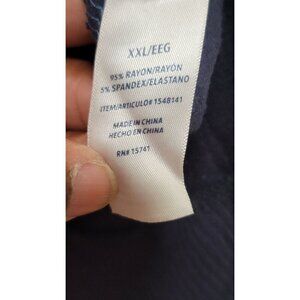 XXL/EEG
95% RAYON/RAYÓN
5% SPANDEX/ELASTANO
ITEM/ARTICULO# 1548141
MADE IN CHINA
HECHO EN CHINA
RN# 15741